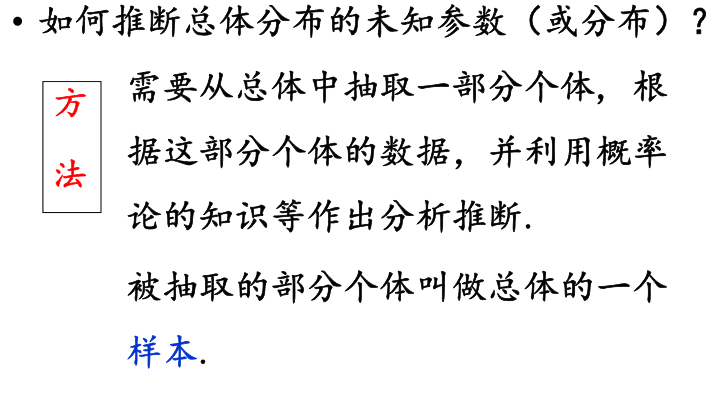 • 如何推断总体分布的未知参数（或分布）？
方法
需要从总体中抽取一部分个体，根
据这部分个体的数据，并利用概率
论的知识等作出分析推断.
被抽取的部分个体叫做总体的一个
样本.